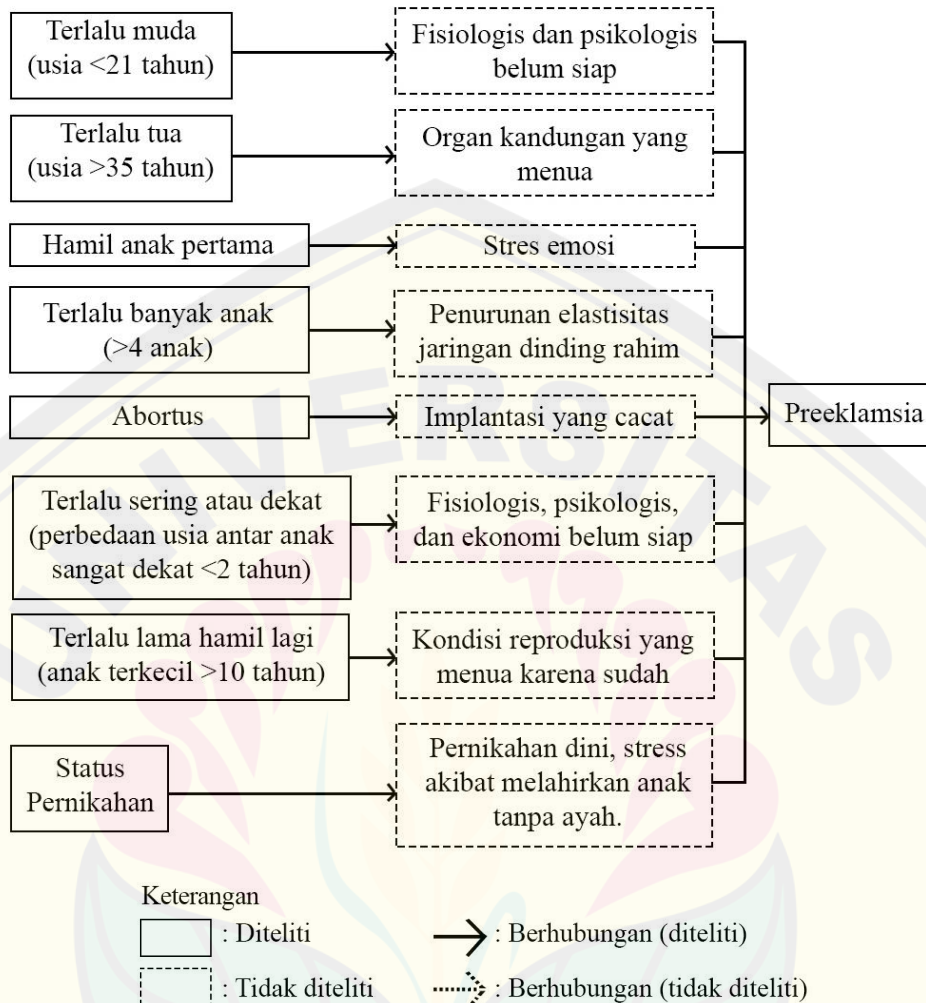 Terlalu muda
(usia <21 tahun)
Fisiologis dan psikologis
belum siap
Terlalu tua
(usia >35 tahun)
Organ kandungan yang
menua
Hamil anak pertama
Stres emosi
Terlalu banyak anak
(>4 anak)
Penurunan elastisitas
jaringan dinding rahim
Abortus
Implantasi yang cacat
Preeklamsia
Terlalu sering atau dekat
(perbedaan usia antar anak
sangat dekat <2 tahun)
Fisiologis, psikologis,
dan ekonomi belum siap
Terlalu lama hamil lagi
(anak terkecil >10 tahun)
Kondisi reproduksi yang
menua karena sudah
Status
Pernikahan
Pernikahan dini, stress
akibat melahirkan anak
tanpa ayah.
Keterangan
: Diteliti
: Berhubungan (diteliti)
: Tidak diteliti
: Berhubungan (tidak diteliti)
UNIVERSITAS